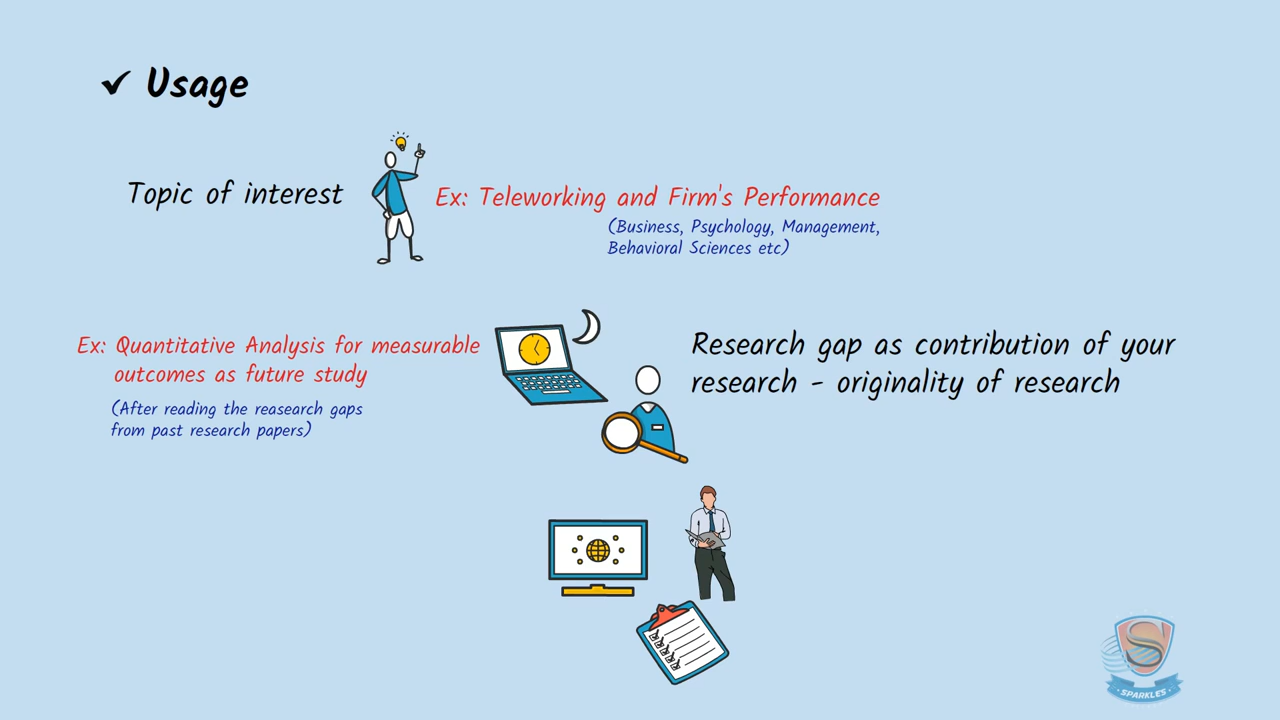 ✓ Usage
Topic of interest
Ex: Teleworking and Firm's Performance
(Business, Psychology, Management,
Behavioral Sciences etc)
Ex: Quantitative Analysis for measurable
outcomes as future study
(After reading the reasearch gaps
from past research papers)
Research gap as contribution of your
research - originality of research
S
SPARKLES